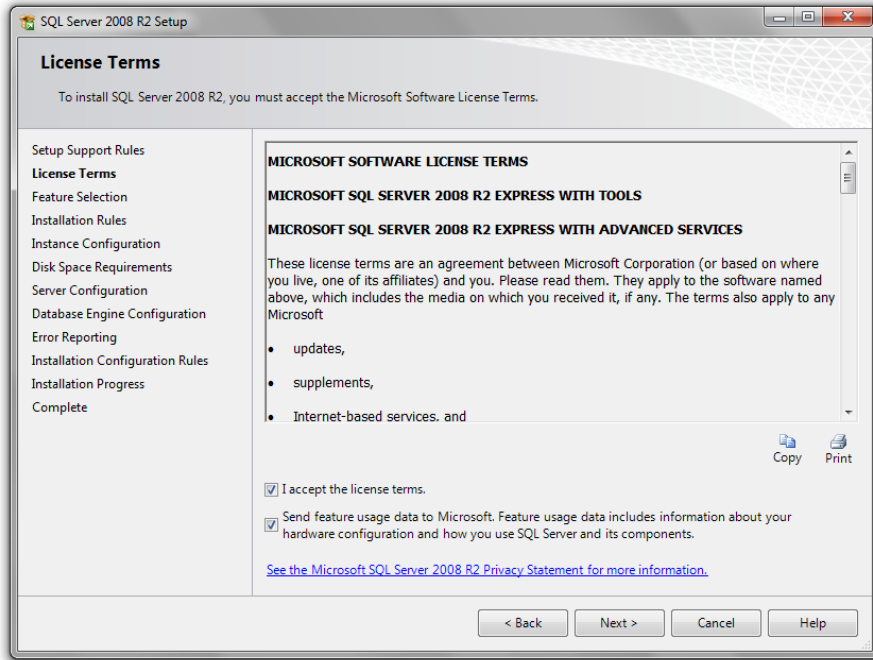 SQL Server 2008 R2 Setup
License Terms
To install SQL Server 2008 R2, you must accept the Microsoft Software License Terms.
Setup Support Rules
License Terms
Feature Selection
Installation Rules
Instance Configuration
Disk Space Requirements
Server Configuration
Database Engine Configuration
Error Reporting
Installation Configuration Rules
Installation Progress
Complete
MICROSOFT SOFTWARE LICENSE TERMS
MICROSOFT SQL SERVER 2008 R2 EXPRESS WITH TOOLS
MICROSOFT SQL SERVER 2008 R2 EXPRESS WITH ADVANCED SERVICES
These license terms are an agreement between Microsoft Corporation (or based on where
you live, one of its affiliates) and you. Please read them. They apply to the software named
above, which includes the media on which you received it, if any. The terms also apply to any
Microsoft
• updates,
• supplements,
• Internet-based services, and
Copy Print
I accept the license terms.
Send feature usage data to Microsoft. Feature usage data includes information about your
hardware configuration and how you use SQL Server and its components.
See the Microsoft SQL Server 2008 R2 Privacy Statement for more information.
< Back Next > Cancel Help